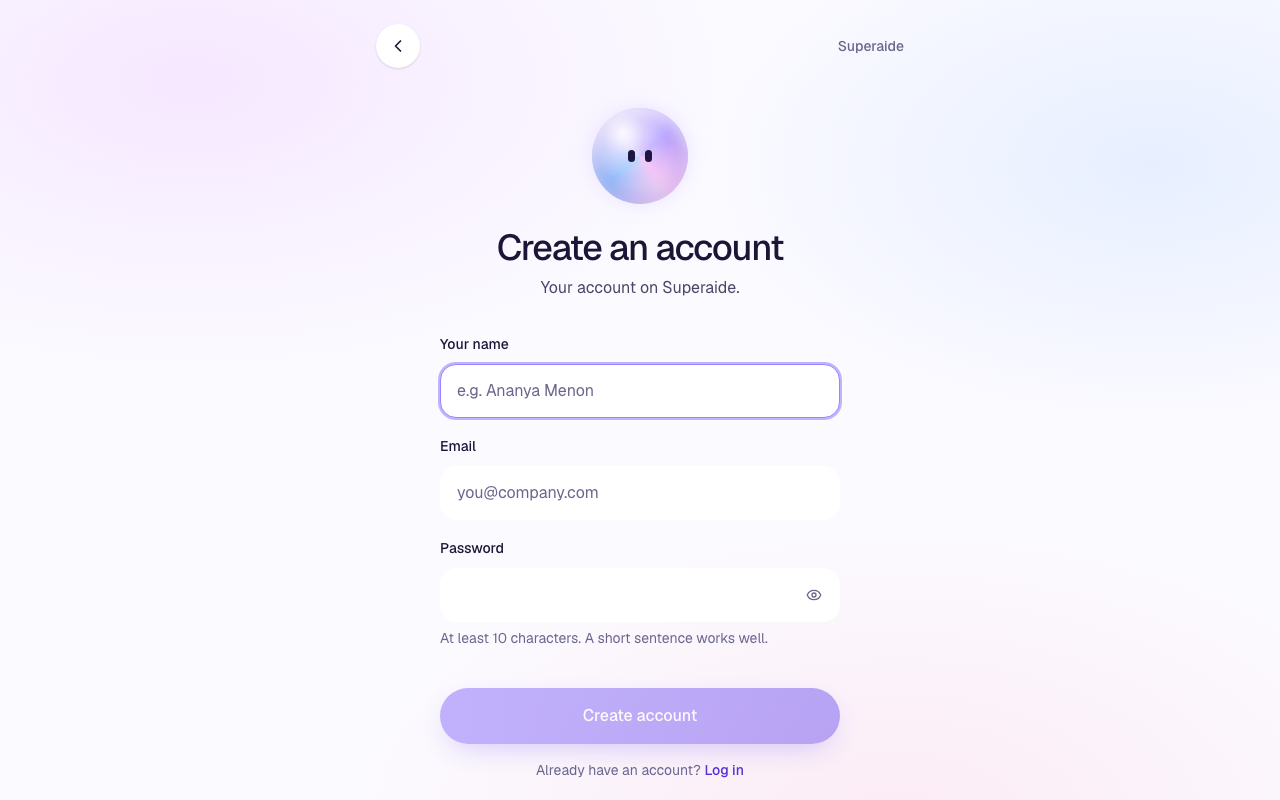 Superaide
Create an account
Your account on Superaide.
Your name
e.g. Ananya Menon
Email
you@company.com
Password
At least 10 characters. A short sentence works well.
Create account
Already have an account? Log in